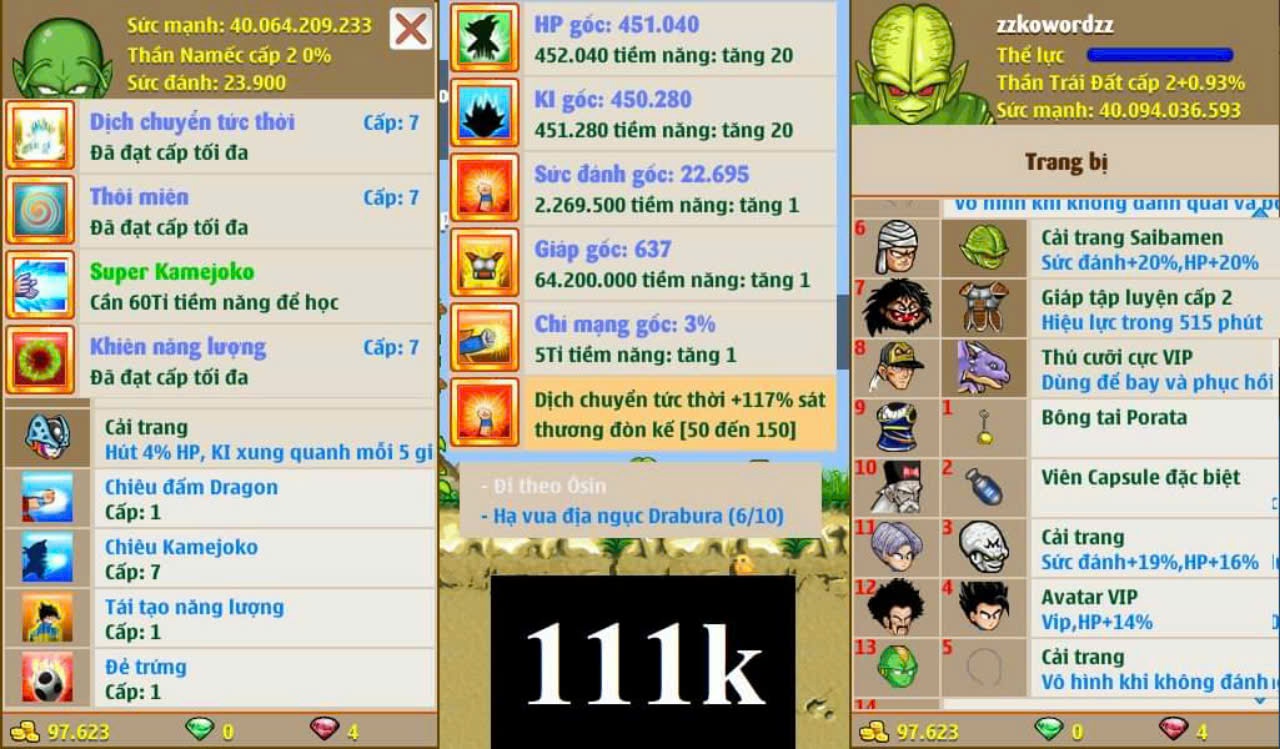 Sức mạnh: 40.064.209.233
Thần Namếc cấp 2 0%
Sức đánh: 23.900
Dịch chuyển tức thời Cấp: 7
Đã đạt cấp tối đa
Thôi miên Cấp: 7
Đã đạt cấp tối đa
Super Kamejoko
Cần 60Tỉ tiềm năng để học
Khiên năng lượng Cấp: 7
Đã đạt cấp tối đa
Cải trang
Hút 4% HP, KI xung quanh mỗi 5 gi
Chiêu đấm Dragon
Cấp: 1
Chiêu Kamejoko
Cấp: 7
Tái tạo năng lượng
Cấp: 1
Đẻ trứng
Cấp: 1
97.623 0 4
HP gốc: 451.040
452.040 tiềm năng: tăng 20
KI gốc: 450.280
451.280 tiềm năng: tăng 20
Sức đánh gốc: 22.695
2.269.500 tiềm năng: tăng 1
Giáp gốc: 637
64.200.000 tiềm năng: tăng 1
Chí mạng gốc: 3%
5Tỉ tiềm năng: tăng 1
Dịch chuyển tức thời +117% sát
thương đòn kế [50 đến 150]
- Đi theo Ôsin
- Hạ vua địa ngục Drabura (6/10)
111k
zzkowordzz
Thể lực
Thần Trái Đất cấp 2+0.93%
Sức mạnh: 40.094.036.593
Trang bị
Vô hình khi không đánh quái và bo
6 Cải trang Saibamen
Sức đánh+20%,HP+20%
7 Giáp tập luyện cấp 2
Hiệu lực trong 515 phút
8 Thú cưỡi cực VIP
Dùng để bay và phục hồi
9 1 Bông tai Porata
10 2 Viên Capsule đặc biệt
11 3 Cải trang
Sức đánh+19%,HP+16%
12 4 Avatar VIP
Vip,HP+14%
13 5 Cải trang
Vô hình khi không đánh
14
97.623 0 4